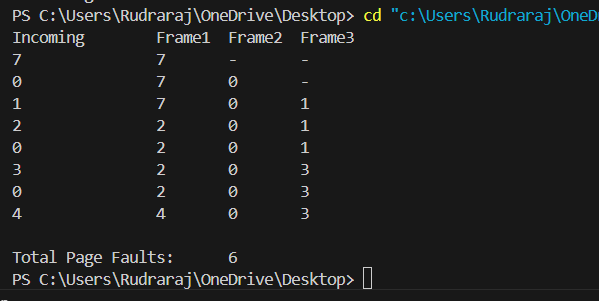 PS C:\Users\Rudraraj\OneDrive\Desktop> cd "c:\Users\Rudraraj\OneD
Incoming Frame1 Frame2 Frame3
7 7 - -
0 7 0 -
1 7 0 1
2 2 0 1
0 2 0 1
3 2 0 3
0 2 0 3
4 4 0 3
Total Page Faults: 6
PS C:\Users\Rudraraj\OneDrive\Desktop>